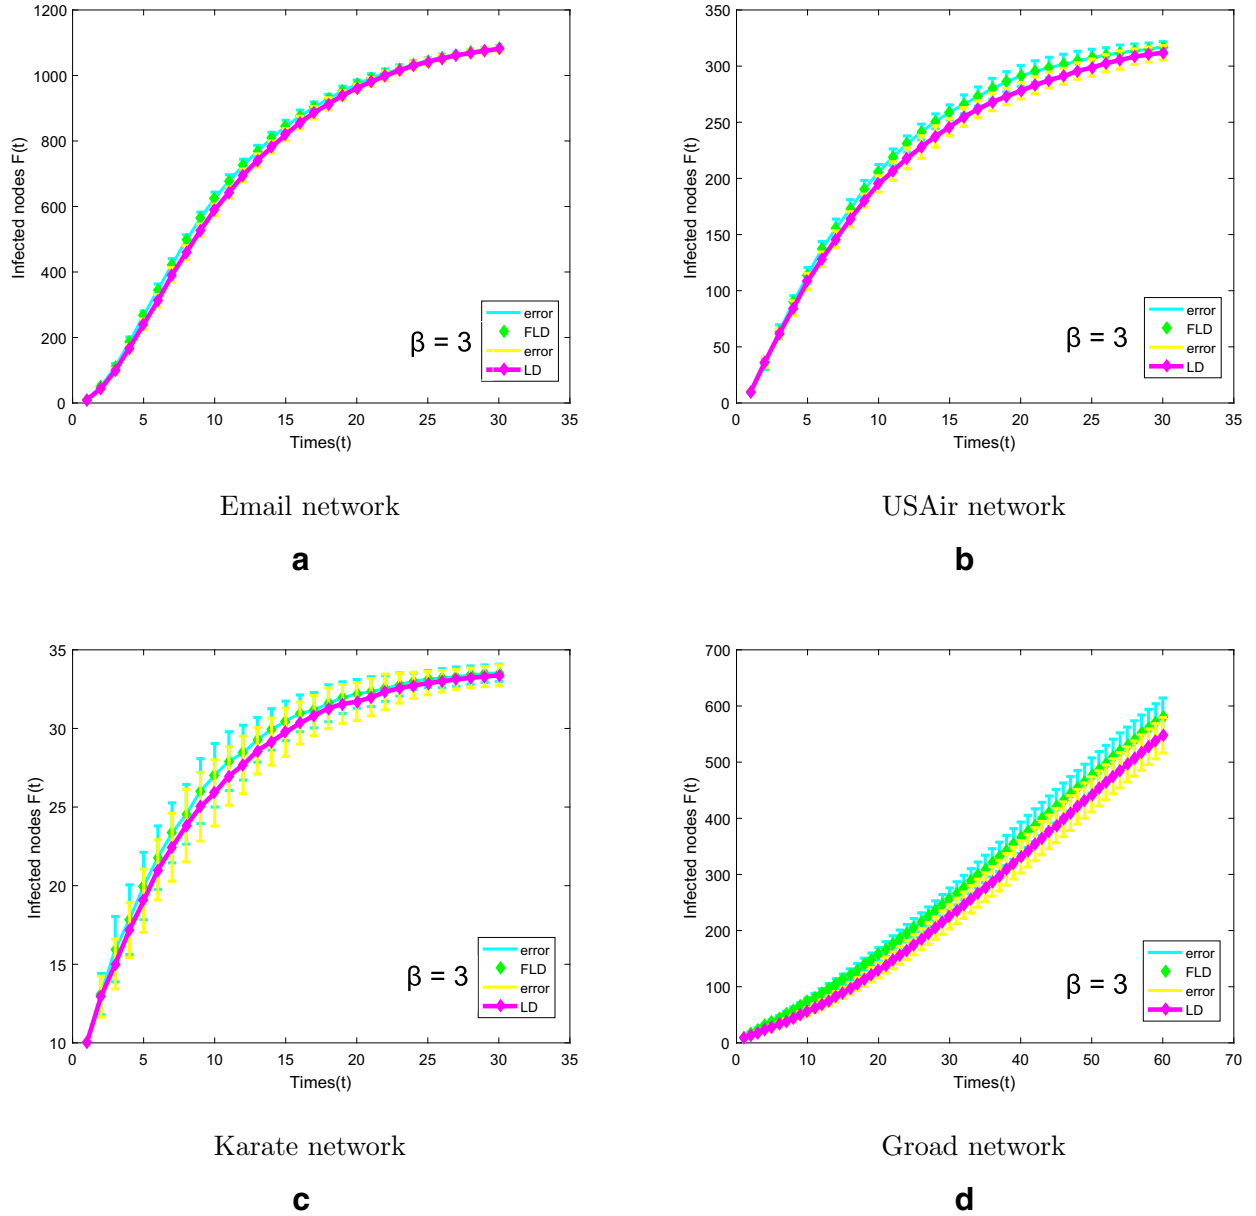 1200
1000
800
600
400
200
0
0 5 10 15 20 25 30 35
Infected nodes F(t)
Times(t)
β = 3
error
FLD
error
LD
Email network
a
350
300
250
200
150
100
50
0
0 5 10 15 20 25 30 35
Infected nodes F(t)
Times(t)
β = 3
error
FLD
error
LD
USAir network
b
35
30
25
20
15
10
0 5 10 15 20 25 30 35
Infected nodes F(t)
Times(t)
β = 3
error
FLD
error
LD
Karate network
c
700
600
500
400
300
200
100
0
0 10 20 30 40 50 60 70
Infected nodes F(t)
Times(t)
β = 3
error
FLD
error
LD
Groad network
d